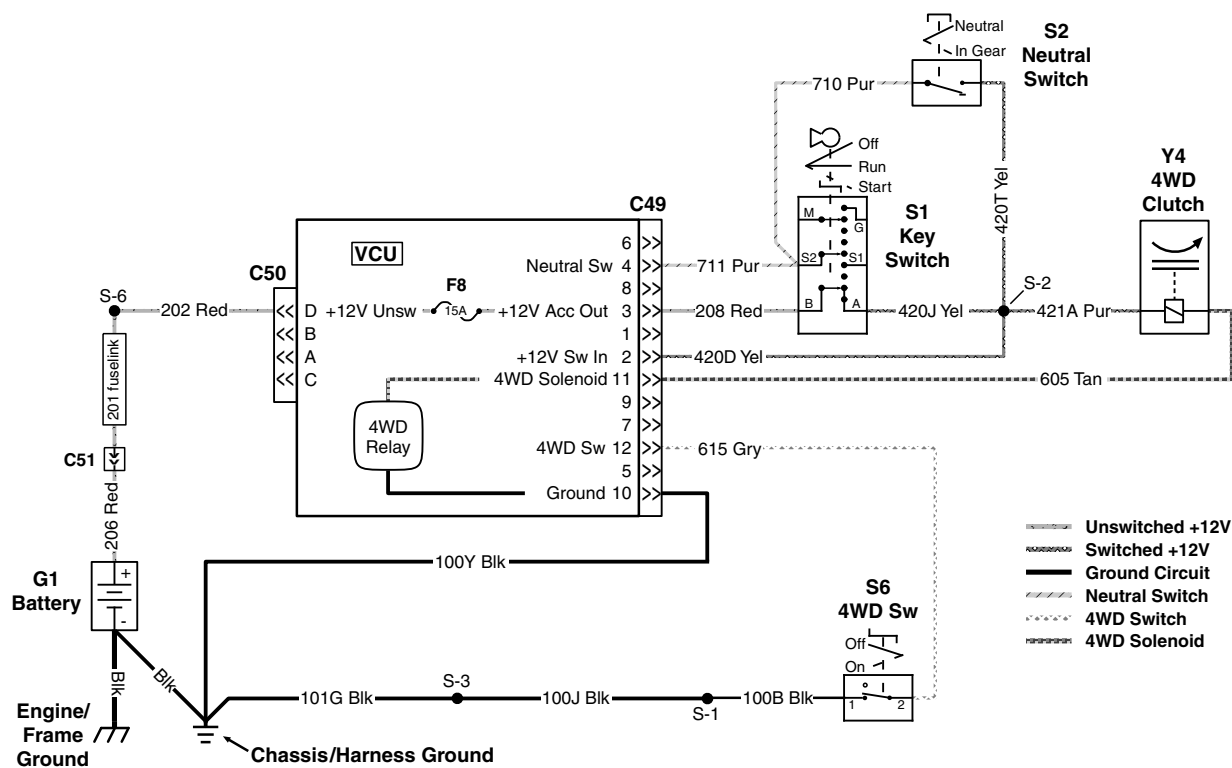 Neutral
In Gear
S2
Neutral
Switch
710 Pur
Off
Run
Start
420T Yel
Y4
4WD
Clutch
C49
S1
Key
Switch
M
G
S2
S1
B
A
VCU
6
Neutral Sw 4
711 Pur
8
C50
F8
S-6
202 Red
D +12V Unsw
15A
+12V Acc Out 3
208 Red
420J Yel
S-2
421A Pur
B
1
A
+12V Sw In 2
420D Yel
C
4WD Solenoid 11
605 Tan
201 fuselink
9
4WD
Relay
7
C51
4WD Sw 12
615 Gry
5
Ground 10
206 Red
Unswitched +12V
Switched +12V
Ground Circuit
Neutral Switch
4WD Switch
4WD Solenoid
100Y Blk
G1
Battery
+
-
S6
4WD Sw
Off
On
Blk
Blk
101G Blk
S-3
100J Blk
S-1
100B Blk
1
2
Engine/
Frame
Ground
Chassis/Harness Ground